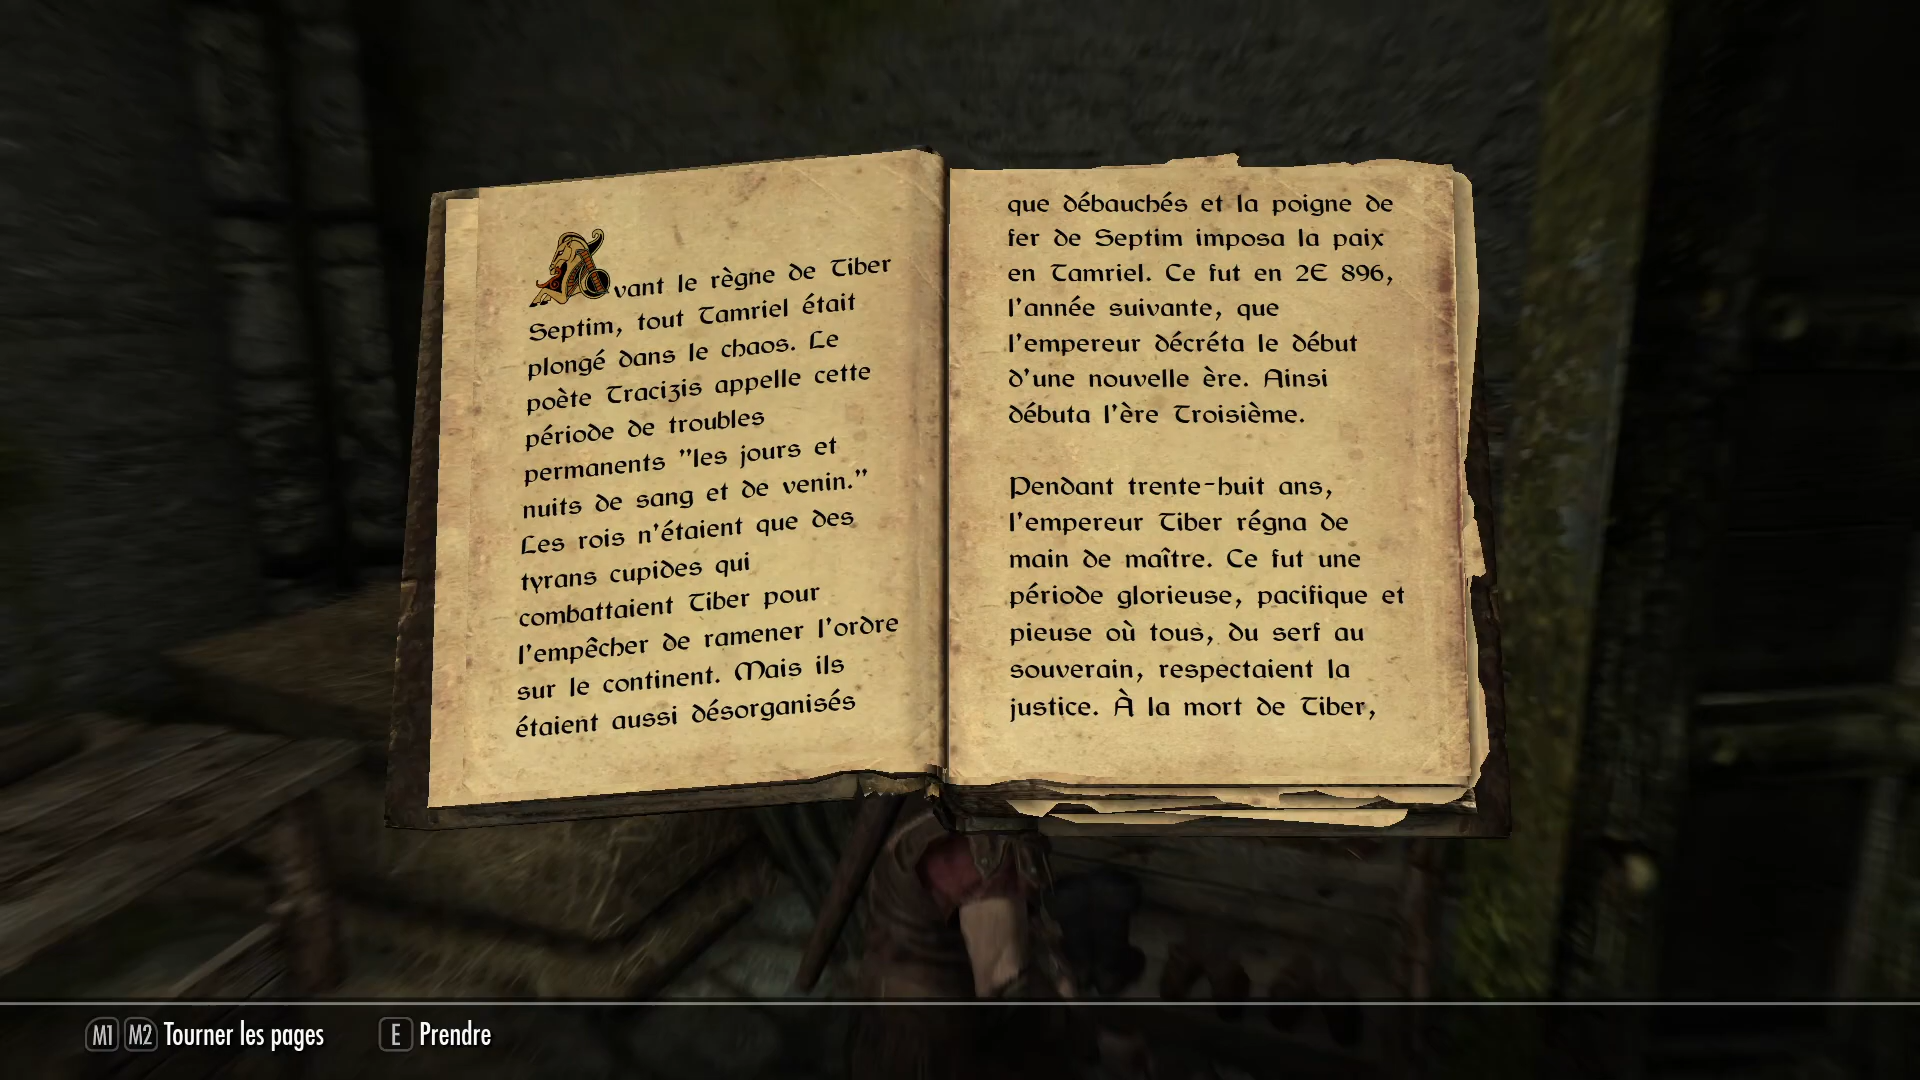 Avant le règne de Tiber
Septim, tout Tamriel était
plongé dans le chaos. Le
poète Tracizis appelle cette
période de troubles
permanents "les jours et
nuits de sang et de venin."
Les rois n'étaient que des
tyrans cupides qui
combattaient Tiber pour
l'empêcher de ramener l'ordre
sur le continent. Mais ils
étaient aussi désorganisés
que débauchés et la poigne de
fer de Septim imposa la paix
en Tamriel. Ce fut en 2E 896,
l'année suivante, que
l'empereur décréta le début
d'une nouvelle ère. Ainsi
débuta l'ère Troisième.
Pendant trente-huit ans,
l'empereur Tiber régna de
main de maître. Ce fut une
période glorieuse, pacifique et
pieuse où tous, du serf au
souverain, respectaient la
justice. À la mort de Tiber,
M1 M2 Tourner les pages E Prendre